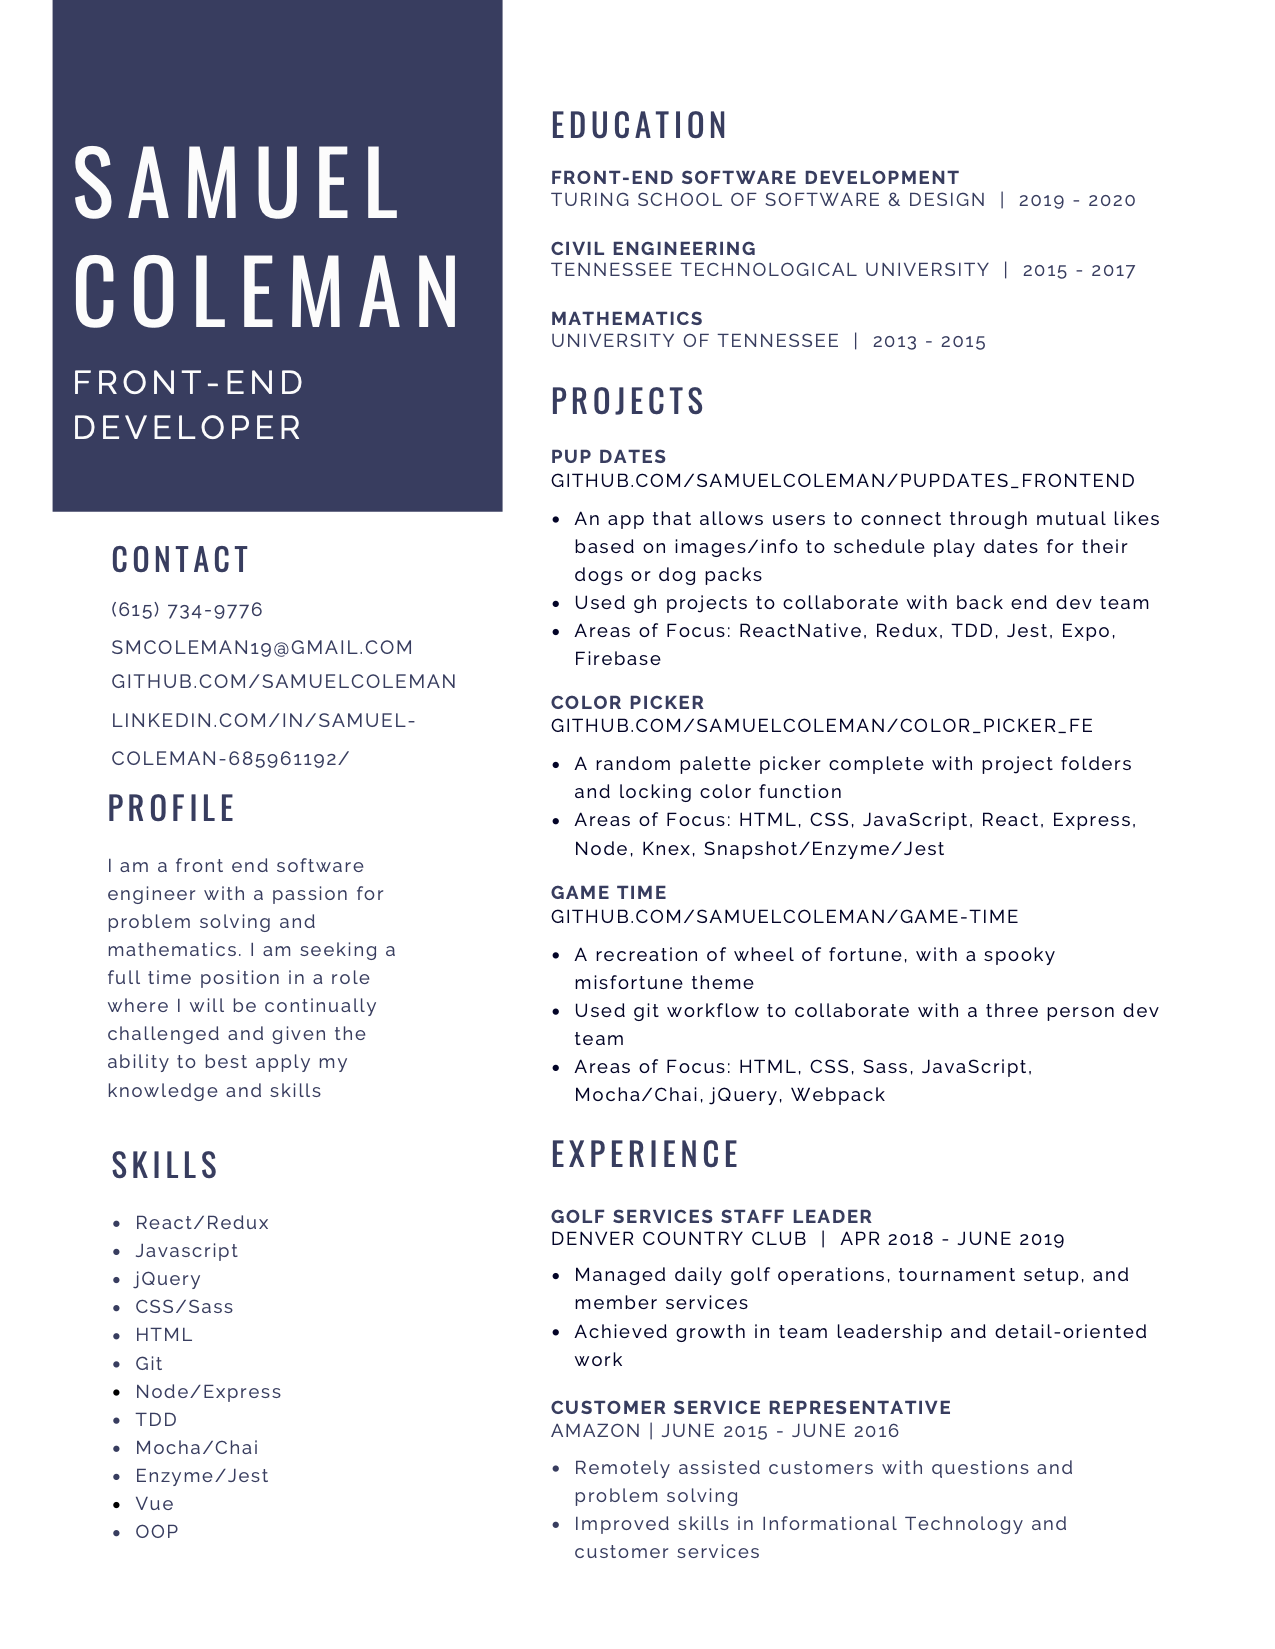 SAMUEL
COLEMAN
FRONT-END
DEVELOPER
CONTACT
(615) 734-9776
SMCOLEMAN19@GMAIL.COM
GITHUB.COM/SAMUELCOLEMAN
LINKEDIN.COM/IN/SAMUEL-
COLEMAN-685961192/
PROFILE
I am a front end software
engineer with a passion for
problem solving and
mathematics. I am seeking a
full time position in a role
where I will be continually
challenged and given the
ability to best apply my
knowledge and skills
SKILLS
• React/Redux
• Javascript
• jQuery
• CSS/Sass
• HTML
• Git
• Node/Express
• TDD
• Mocha/Chai
• Enzyme/Jest
• Vue
• OOP
EDUCATION
FRONT-END SOFTWARE DEVELOPMENT
TURING SCHOOL OF SOFTWARE & DESIGN | 2019 - 2020
CIVIL ENGINEERING
TENNESSEE TECHNOLOGICAL UNIVERSITY | 2015 - 2017
MATHEMATICS
UNIVERSITY OF TENNESSEE | 2013 - 2015
PROJECTS
PUP DATES
GITHUB.COM/SAMUELCOLEMAN/PUPDATES_FRONTEND
• An app that allows users to connect through mutual likes
based on images/info to schedule play dates for their
dogs or dog packs
• Used gh projects to collaborate with back end dev team
• Areas of Focus: ReactNative, Redux, TDD, Jest, Expo,
Firebase
COLOR PICKER
GITHUB.COM/SAMUELCOLEMAN/COLOR_PICKER_FE
• A random palette picker complete with project folders
and locking color function
• Areas of Focus: HTML, CSS, JavaScript, React, Express,
Node, Knex, Snapshot/Enzyme/Jest
GAME TIME
GITHUB.COM/SAMUELCOLEMAN/GAME-TIME
• A recreation of wheel of fortune, with a spooky
misfortune theme
• Used git workflow to collaborate with a three person dev
team
• Areas of Focus: HTML, CSS, Sass, JavaScript,
Mocha/Chai, jQuery, Webpack
EXPERIENCE
GOLF SERVICES STAFF LEADER
DENVER COUNTRY CLUB | APR 2018 - JUNE 2019
• Managed daily golf operations, tournament setup, and
member services
• Achieved growth in team leadership and detail-oriented
work
CUSTOMER SERVICE REPRESENTATIVE
AMAZON | JUNE 2015 - JUNE 2016
• Remotely assisted customers with questions and
problem solving
• Improved skills in Informational Technology and
customer services